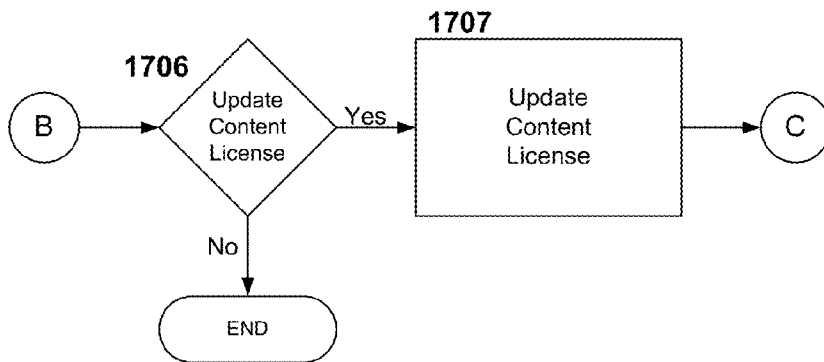 1706
1707
B
Update
Content
License
Yes
Update
Content
License
C
No
END